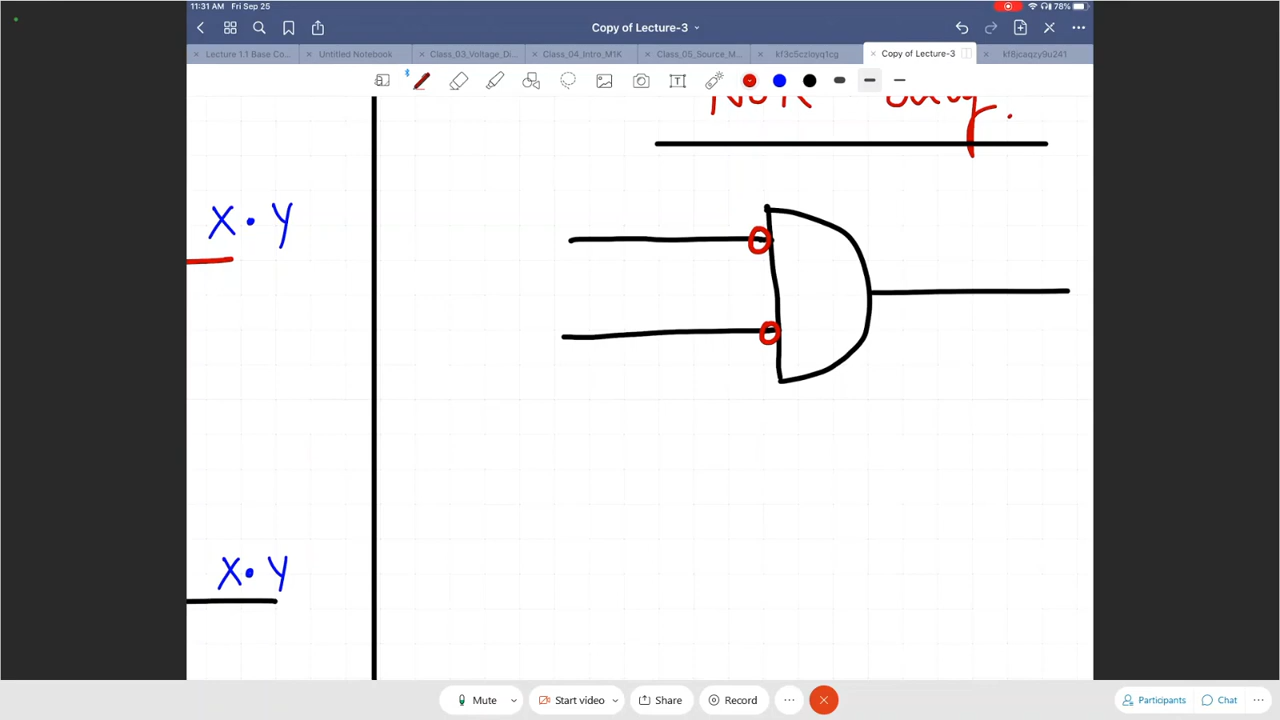 11:31 AM Fri Sep 25
78%
Copy of Lecture-3
Lecture 1.1 Base Co...
Untitled Notebook
Class_03_Voltage_Di...
Class_04_Intro_M1K
Class_05_Source_M...
kf3c5czloyq1cg
Copy of Lecture-3
kf8jcaqzy9u241
X · Y
X · Y
Mute
Start video
Share
Record
Participants
Chat